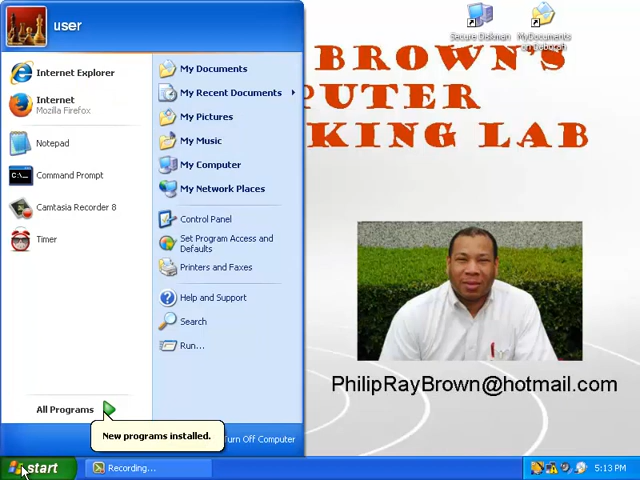 user
Internet Explorer
Internet
Mozilla Firefox
Notepad
C:\_
Command Prompt
Camtasia Recorder 8
Timer
All Programs
My Documents
My Recent Documents
My Pictures
My Music
My Computer
My Network Places
Control Panel
Set Program Access and
Defaults
Printers and Faxes
Help and Support
Search
Run...
New programs installed.
Turn Off Computer
Secure Diskman
MyDocuments
on Deborah
BROWN'S
PUTER
KING LAB
PhilipRayBrown@hotmail.com
start
Recording...
5:13 PM